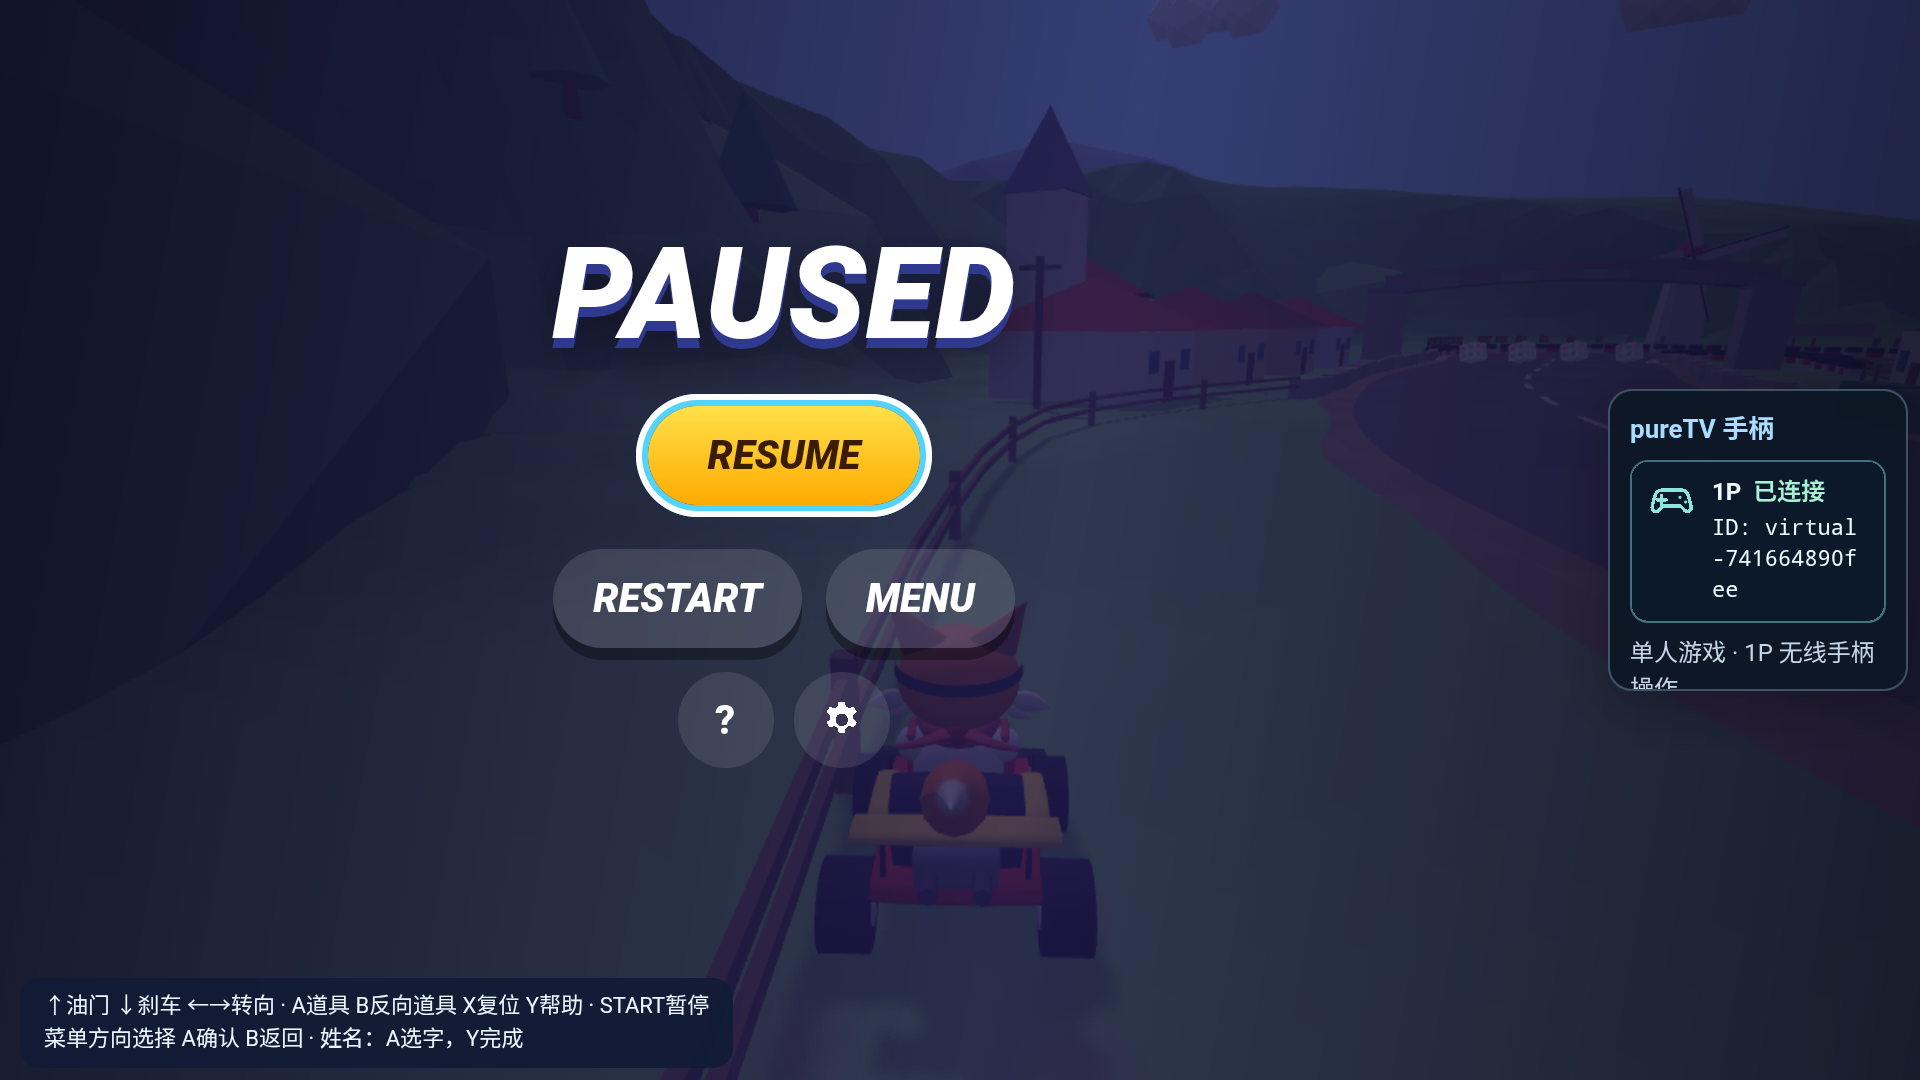 PAUSED
RESUME
RESTART
MENU
?
pureTV 手柄
1P 已连接
ID: virtual
-741664890f
ee
单人游戏 · 1P 无线手柄
操作
↑油门 ↓刹车 ←→转向 · A道具 B反向道具 X复位 Y帮助 · START暂停
菜单方向选择 A确认 B返回 · 姓名：A选字，Y完成